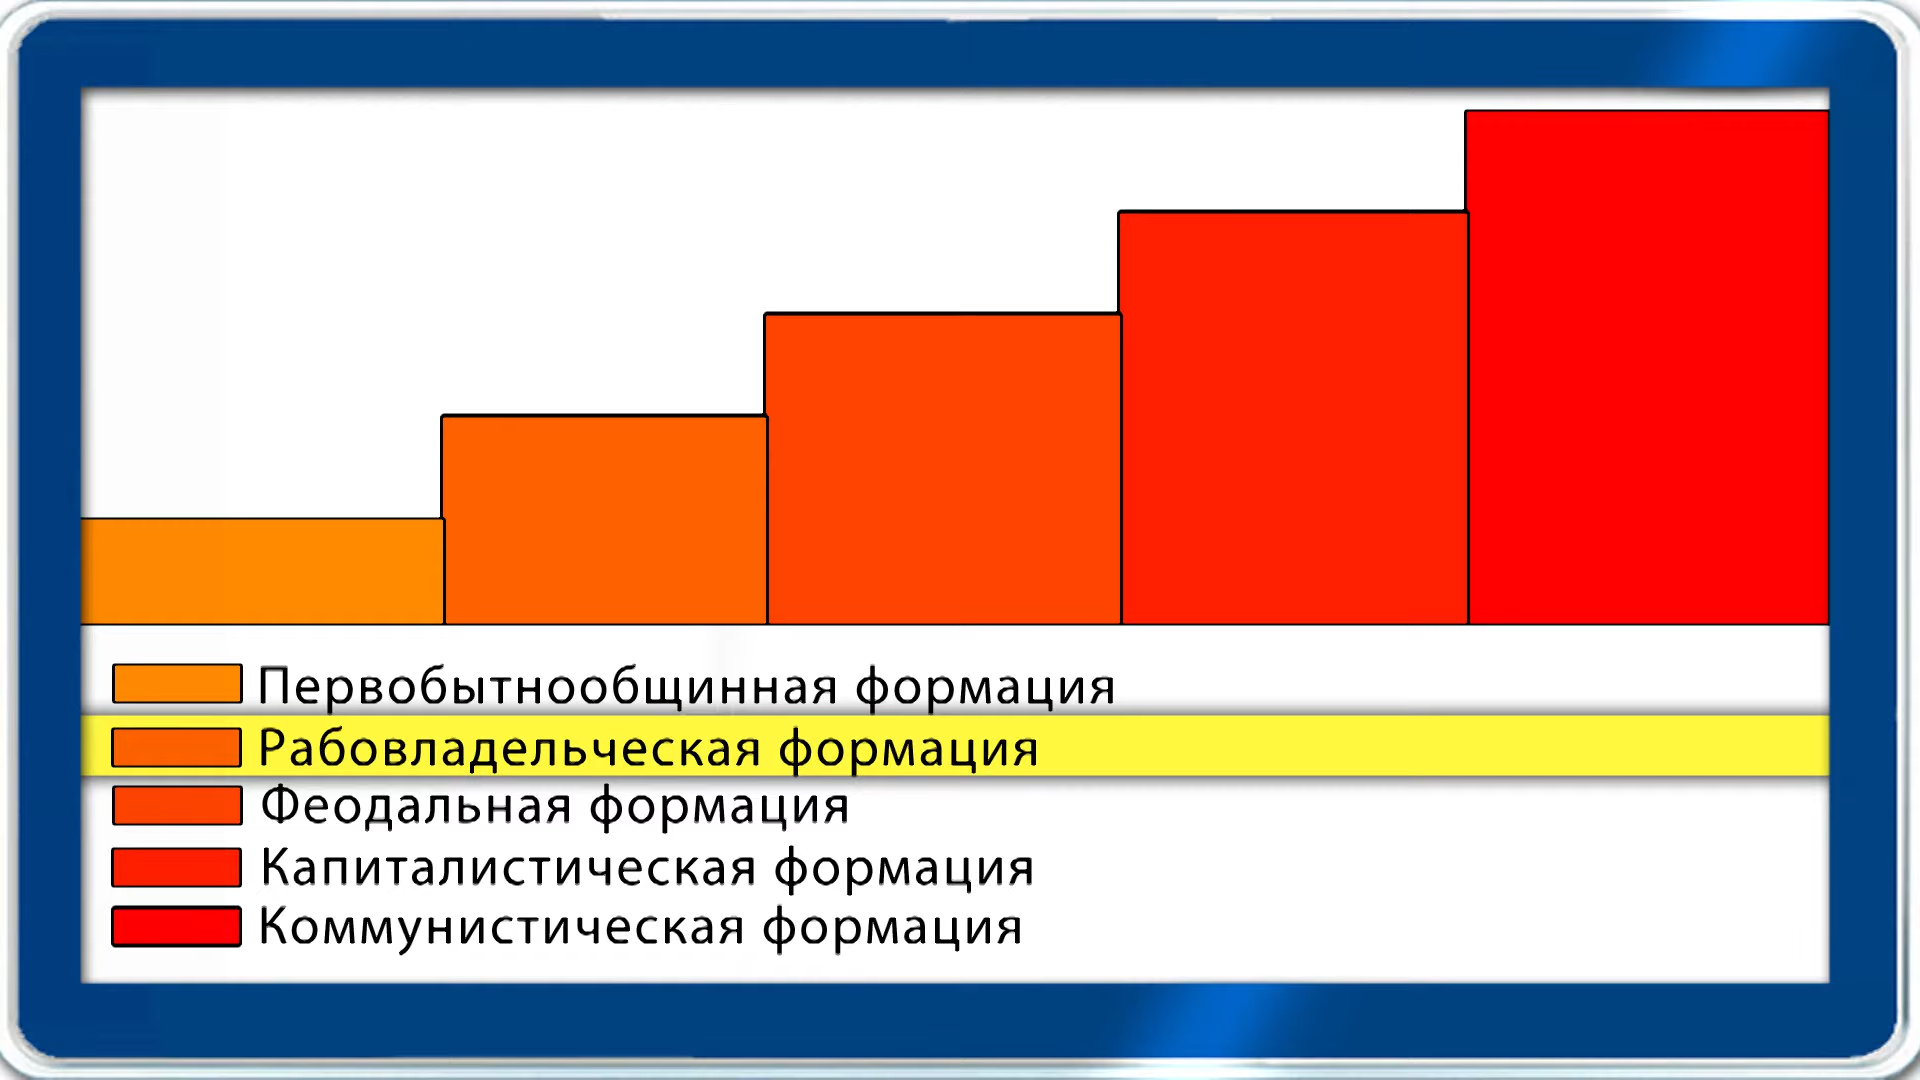 Первобытнообщинная формация
Рабовладельческая формация
Феодальная формация
Капиталистическая формация
Коммунистическая формация